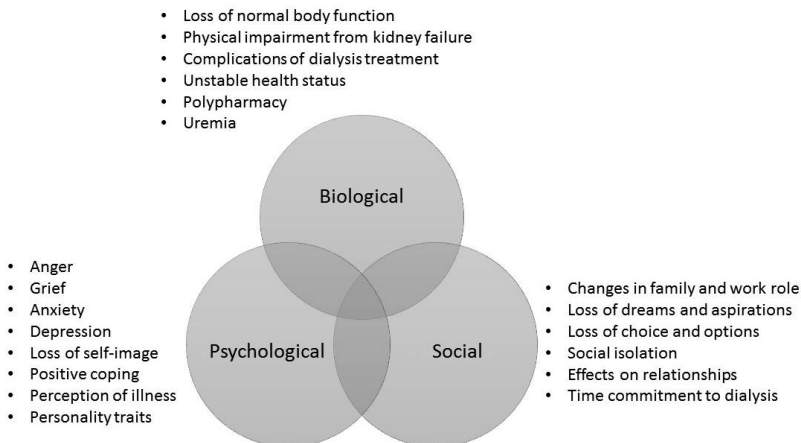 • Loss of normal body function
• Physical impairment from kidney failure
• Complications of dialysis treatment
• Unstable health status
• Polypharmacy
• Uremia
Biological
• Anger
• Grief
• Anxiety
• Depression
• Loss of self-image
• Positive coping
• Perception of illness
• Personality traits
Psychological
Social
• Changes in family and work role
• Loss of dreams and aspirations
• Loss of choice and options
• Social isolation
• Effects on relationships
• Time commitment to dialysis